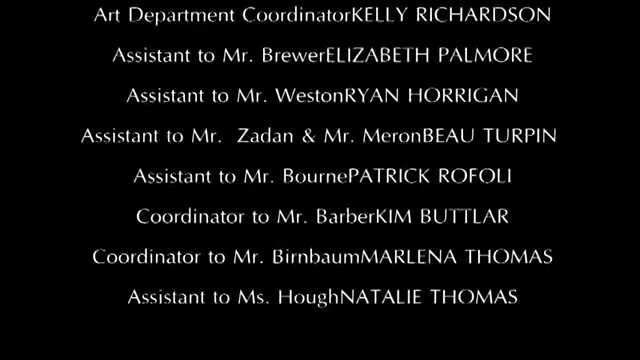 Art Department CoordinatorKELLY RICHARDSON
Assistant to Mr. BrewerELIZABETH PALMORE
Assistant to Mr. WestonRYAN HORRIGAN
Assistant to Mr. Zadan & Mr. MeronBEAU TURPIN
Assistant to Mr. BournePATRICK ROFOLI
Coordinator to Mr. BarberKIM BUTTLAR
Coordinator to Mr. BirnbaumMARLENA THOMAS
Assistant to Ms. HoughNATALIE THOMAS